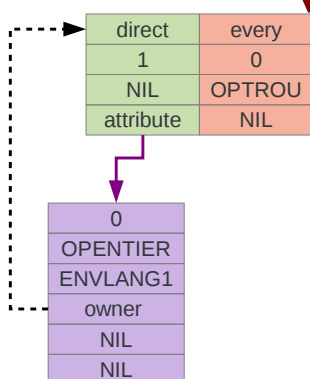 direct every
1 0
NIL OPTROU
attribute NIL
0
OPENTIER
ENVLANG1
owner
NIL
NIL